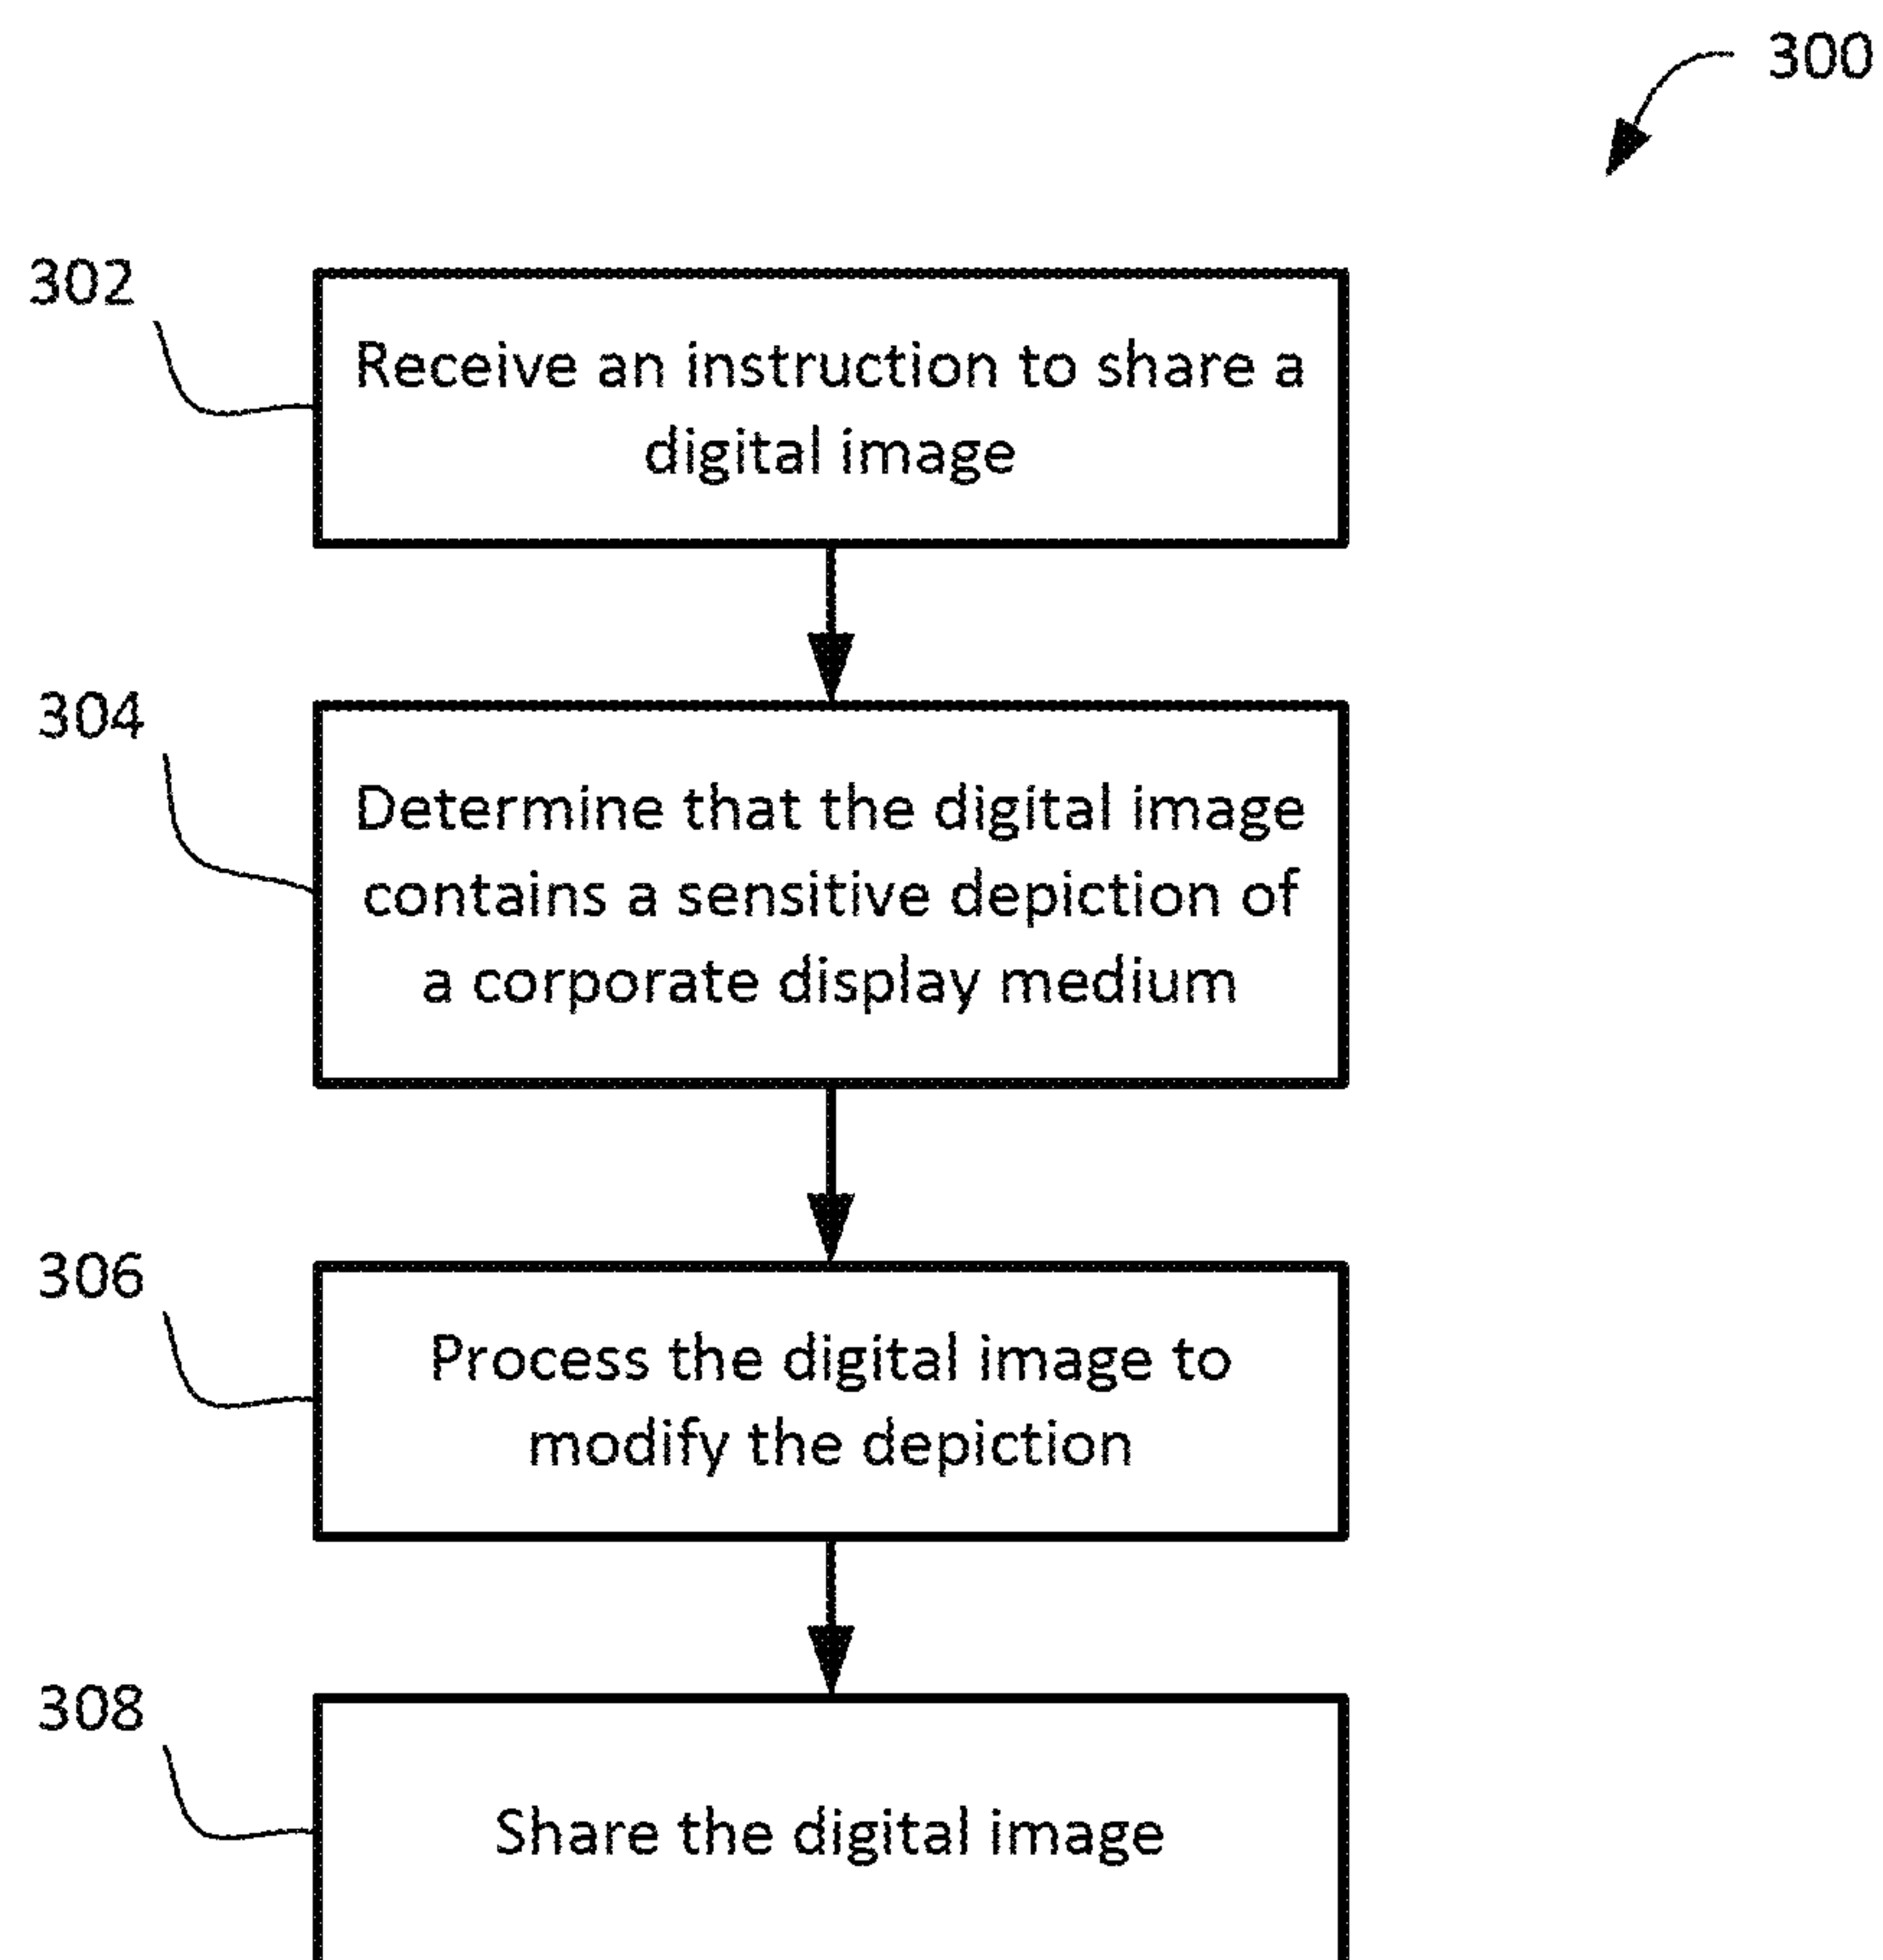 300
302
Receive an instruction to share a
digital image
304
Determine that the digital image
contains a sensitive depiction of
a corporate display medium
306
Process the digital image to
modify the depiction
308
Share the digital image